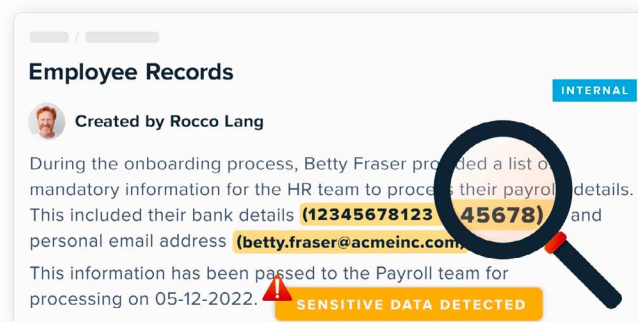 Employee Records
INTERNAL
Created by Rocco Lang
During the onboarding process, Betty Fraser provided a list of
mandatory information for the HR team to process their payroll details.
This included their bank details (12345678123 45678) and
personal email address (betty.fraser@acmeinc.com)
This information has been passed to the Payroll team for
processing on 05-12-2022.
SENSITIVE DATA DETECTED